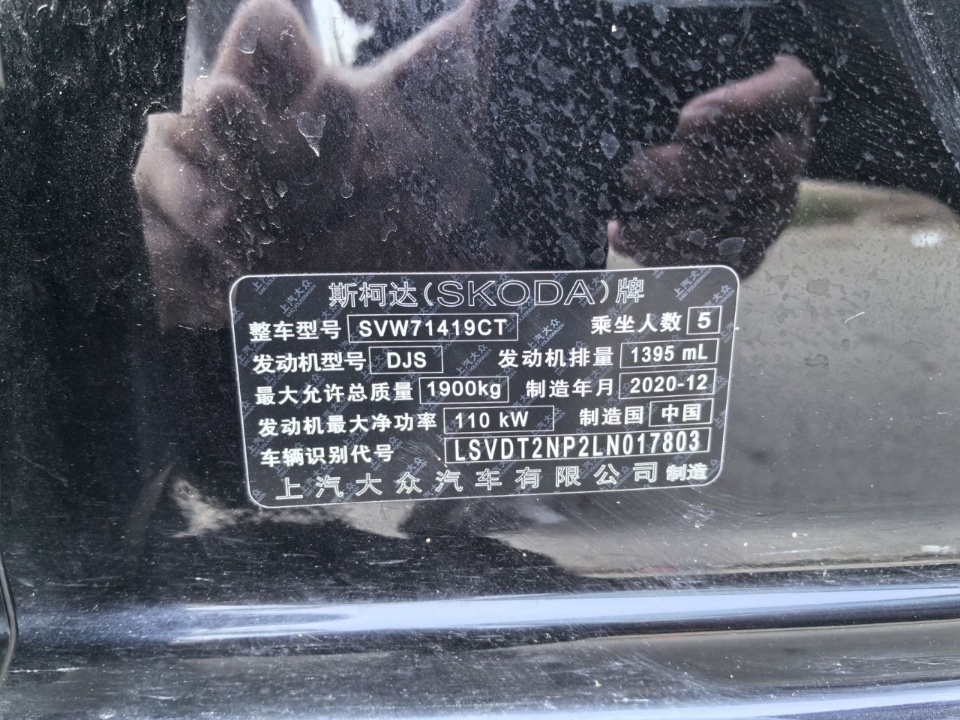 斯柯达(SKODA)牌
整车型号 SVW71419CT 乘坐人数 5
发动机型号 DJS 发动机排量 1395 mL
最大允许总质量 1900kg 制造年月 2020-12
发动机最大净功率 110 kW 制造国 中国
车辆识别代号 LSVDT2NP2LN017803
上汽大众汽车有限公司 制造